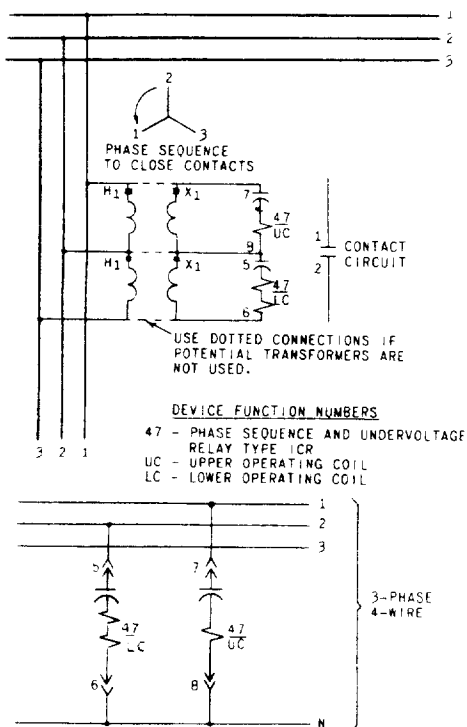 1
2
3
2
1
3
PHASE SEQUENCE
TO CLOSE CONTACTS
H1
X1
7
47
UC
8
H1
X1
5
47
LC
6
1
2
CONTACT
CIRCUIT
USE DOTTED CONNECTIONS IF
POTENTIAL TRANSFORMERS ARE
NOT USED.
DEVICE FUNCTION NUMBERS
47 - PHASE SEQUENCE AND UNDERVOLTAGE
RELAY TYPE ICR
UC - UPPER OPERATING COIL
LC - LOWER OPERATING COIL
3 2 1
1
2
3
5
7
47
LC
47
UC
6
8
3-PHASE
4-WIRE
N